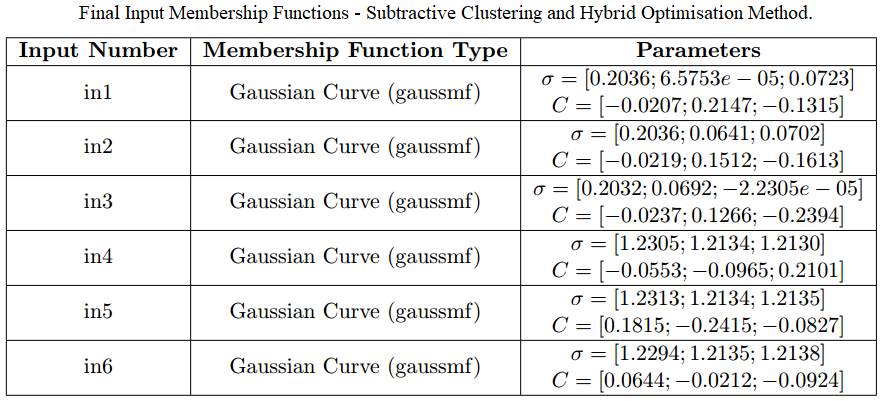 Final Input Membership Functions - Subtractive Clustering and Hybrid Optimisation Method.
Input Number Membership Function Type Parameters
in1 Gaussian Curve (gaussmf) σ = [0.2036; 6.5753e − 05; 0.0723]
C = [−0.0207; 0.2147; −0.1315]
in2 Gaussian Curve (gaussmf) σ = [0.2036; 0.0641; 0.0702]
C = [−0.0219; 0.1512; −0.1613]
in3 Gaussian Curve (gaussmf) σ = [0.2032; 0.0692; −2.2305e − 05]
C = [−0.0237; 0.1266; −0.2394]
in4 Gaussian Curve (gaussmf) σ = [1.2305; 1.2134; 1.2130]
C = [−0.0553; −0.0965; 0.2101]
in5 Gaussian Curve (gaussmf) σ = [1.2313; 1.2134; 1.2135]
C = [0.1815; −0.2415; −0.0827]
in6 Gaussian Curve (gaussmf) σ = [1.2294; 1.2135; 1.2138]
C = [0.0644; −0.0212; −0.0924]